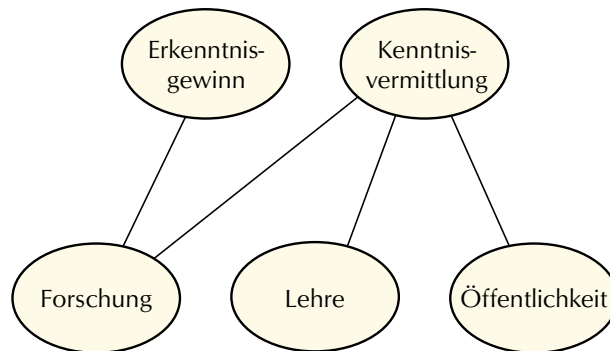 Erkenntnis-
gewinn
Kenntnis-
vermittlung
Forschung
Lehre
Öffentlichkeit